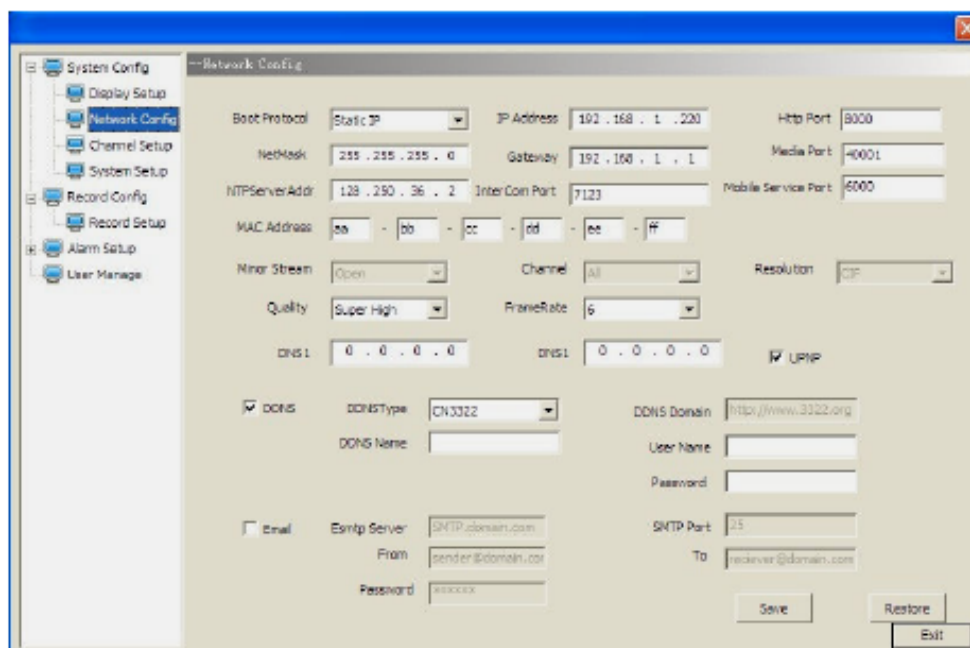 System Config
Display Setup
Network Config
Channel Setup
System Setup
Record Config
Record Setup
Alarm Setup
User Manage
--Network Config
Boot Protocol Static IP IP Address 192 . 168 . 1 . 220 Http Port 8000
NetMask 255 . 255 . 255 . 0 Gateway 192 . 168 . 1 . 1 Media Port 40001
NTPServerAddr 128 . 250 . 36 . 2 InterCom Port 7123 Mobile Service Port 6000
MAC Address aa - bb - cc - dd - ee - ff
Minor Stream Open Channel All Resolution CIF
Quality Super High FrameRate 6
DNS1 0 . 0 . 0 . 0 DNS1 0 . 0 . 0 . 0 UPNP
DDNS DDNSType CN3322 DDNS Domain http://www.3322.org
DDNS Name User Name
Password
Email Esmtp Server SMTP.domain.com SMTP Port 25
From sender@domain.cor To reciever@domain.com
Password xxxxxx
Save Restore
Exit